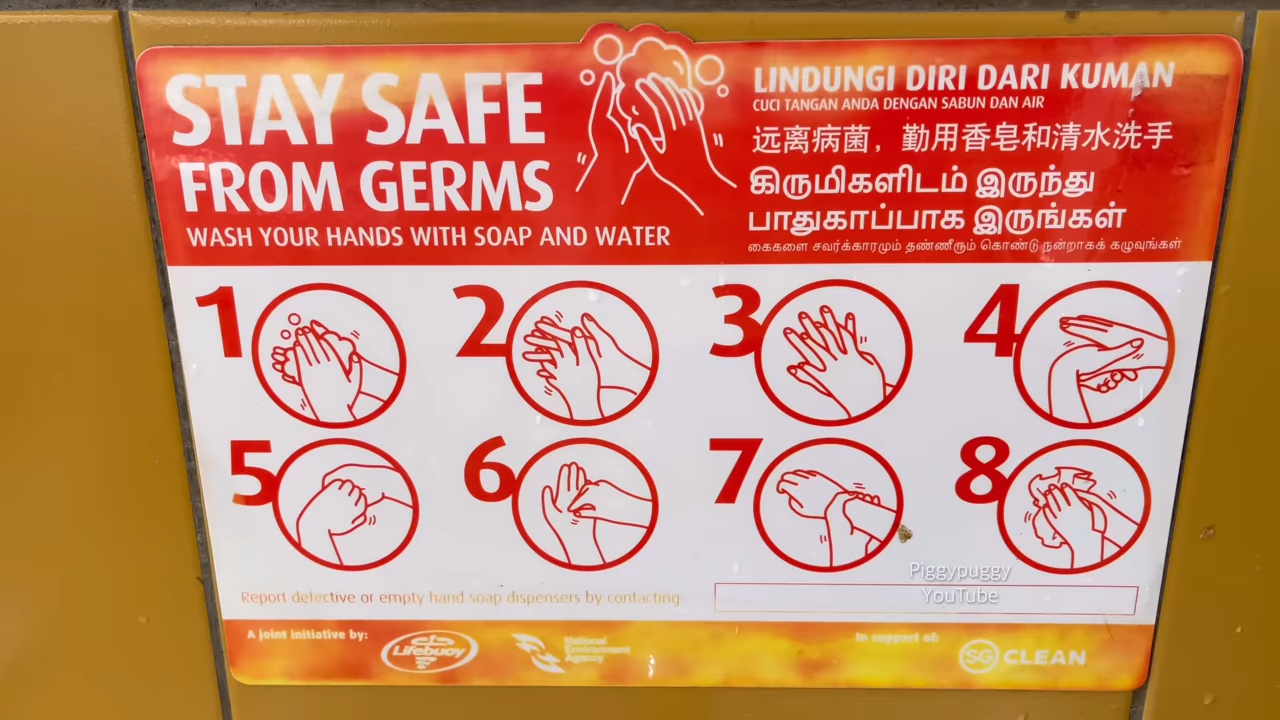 STAY SAFE
FROM GERMS
WASH YOUR HANDS WITH SOAP AND WATER
LINDUNGI DIRI DARI KUMAN
CUCI TANGAN ANDA DENGAN SABUN DAN AIR
远离病菌，勤用香皂和清水洗手
கிருமிகளிடம் இருந்து
பாதுகாப்பாக இருங்கள்
கைகளை சவர்க்காரமும் தண்ணீரும் கொண்டு நன்றாகக் கழுவுங்கள்
1
2
3
4
5
6
7
8
Piggypuggy
YouTube
Report defective or empty hand soap dispensers by contacting:
A joint initiative by:
Lifebuoy
National
Environment
Agency
In support of:
SG CLEAN